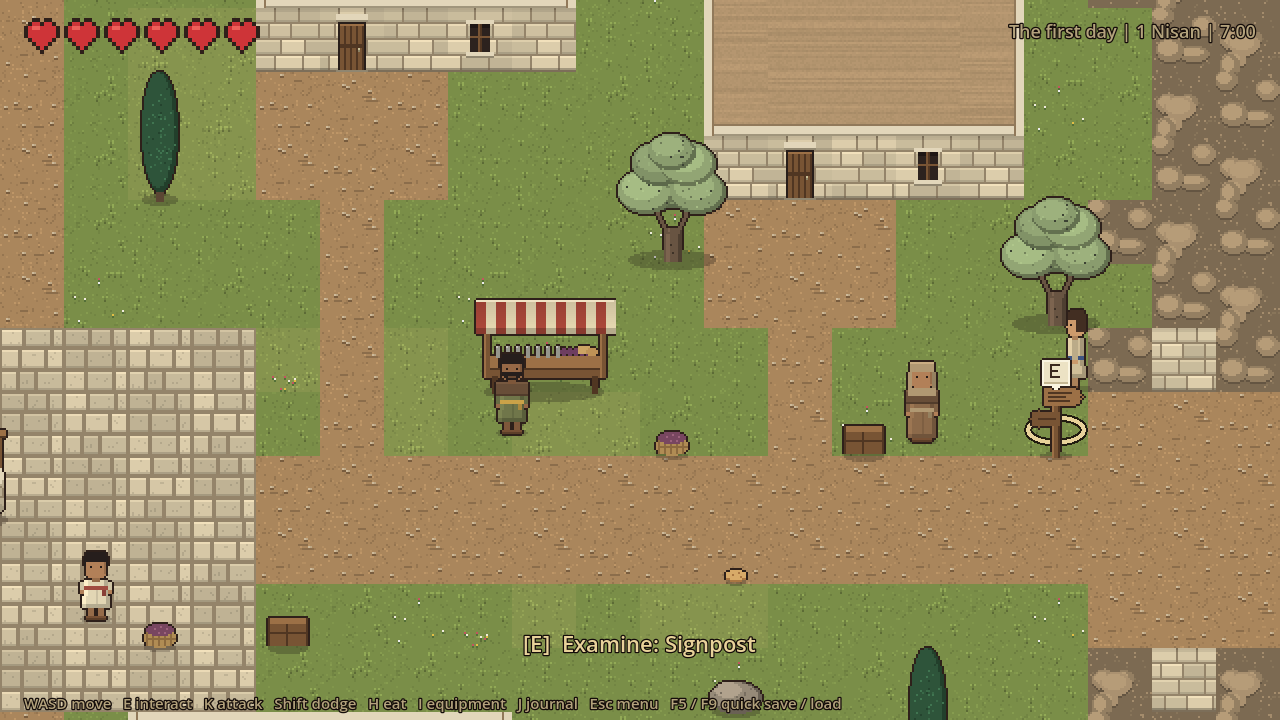 The first day | 1 Nisan | 7:00
E
[E] Examine: Signpost
WASD move E interact K attack Shift dodge H eat I equipment J journal Esc menu F5 / F9 quick save / load